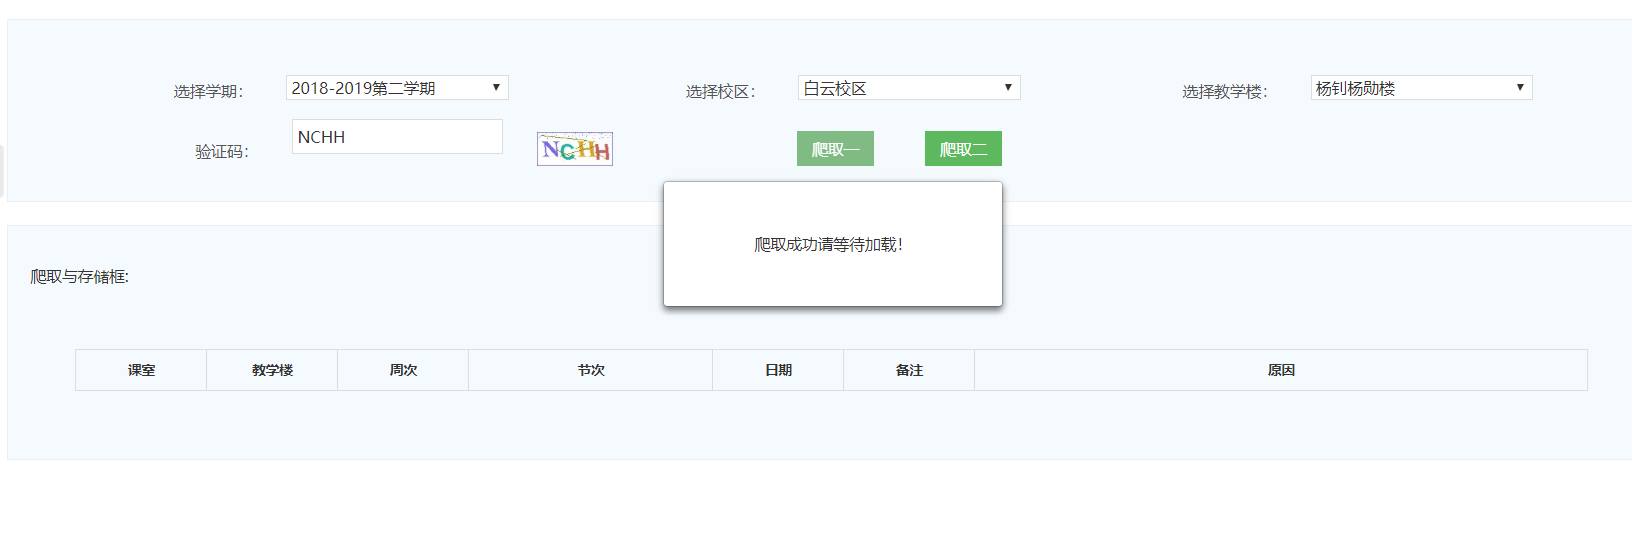 选择学期： 2018-2019第二学期 选择校区： 白云校区 选择教学楼： 杨钊杨勋楼
验证码： NCHH NCHH 爬取一 爬取二
爬取成功请等待加载！
爬取与存储框:
课室 教学楼 周次 节次 日期 备注 原因